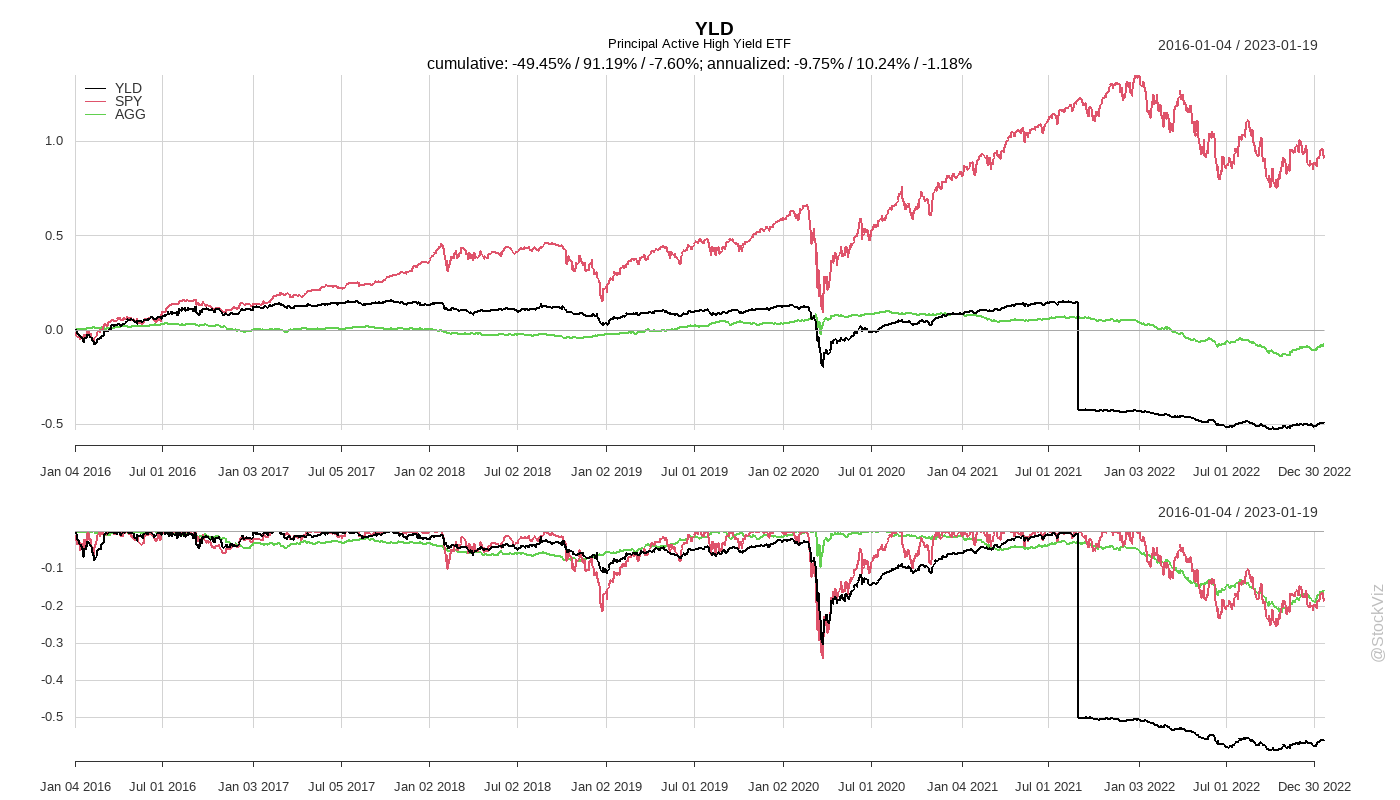 YLD
Principal Active High Yield ETF
2016-01-04 / 2023-01-19
cumulative: -49.45% / 91.19% / -7.60%; annualized: -9.75% / 10.24% / -1.18%
YLD
SPY
AGG
1.0
0.5
0.0
-0.5
Jan 04 2016 Jul 01 2016 Jan 03 2017 Jul 05 2017 Jan 02 2018 Jul 02 2018 Jan 02 2019 Jul 01 2019 Jan 02 2020 Jul 01 2020 Jan 04 2021 Jul 01 2021 Jan 03 2022 Jul 01 2022 Dec 30 2022
2016-01-04 / 2023-01-19
-0.1
-0.2
-0.3
-0.4
-0.5
Jan 04 2016 Jul 01 2016 Jan 03 2017 Jul 05 2017 Jan 02 2018 Jul 02 2018 Jan 02 2019 Jul 01 2019 Jan 02 2020 Jul 01 2020 Jan 04 2021 Jul 01 2021 Jan 03 2022 Jul 01 2022 Dec 30 2022
@StockViz